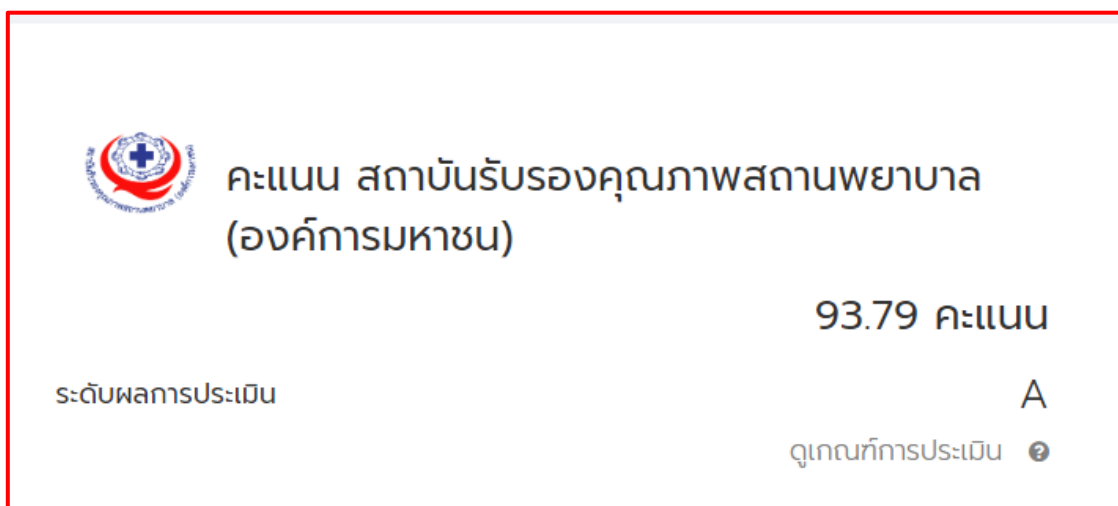 คะแนน สถาบันรับรองคุณภาพสถานพยาบาล
(องค์การมหาชน)
93.79 คะแนน
ระดับผลการประเมิน A
ดูเกณฑ์การประเมิน ?